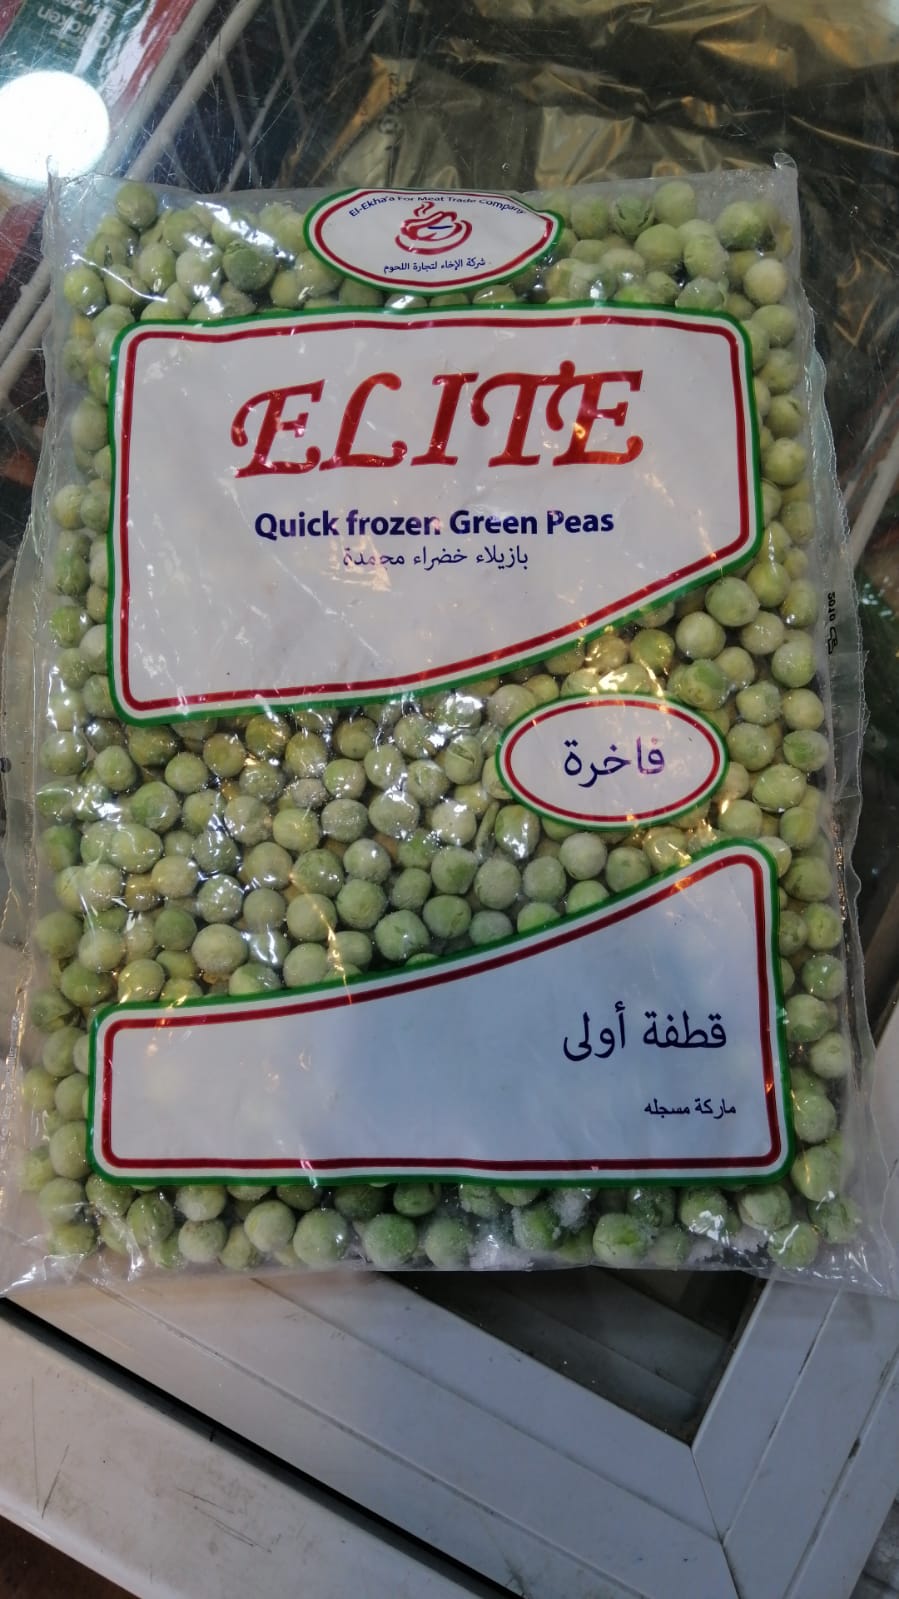 Chicken
El-Ekha'a For Meat Trade Company
شركة الإخاء لتجارة اللحوم
ELITE
Quick frozen Green Peas
بازيلاء خضراء مجمدة
فاخرة
قطفة أولى
ماركة مسجله